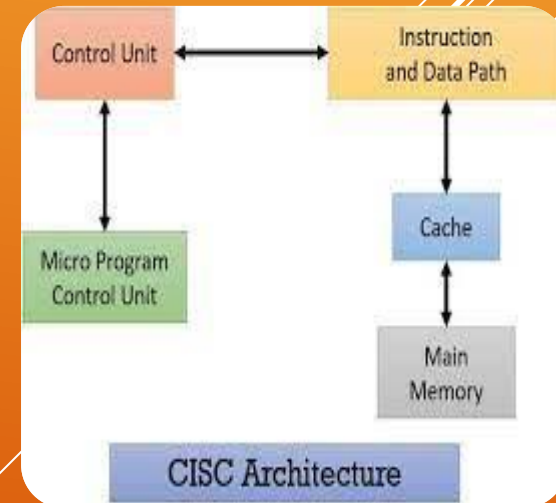 Control Unit
Instruction
and Data Path
Micro Program
Control Unit
Cache
Main
Memory
CISC Architecture